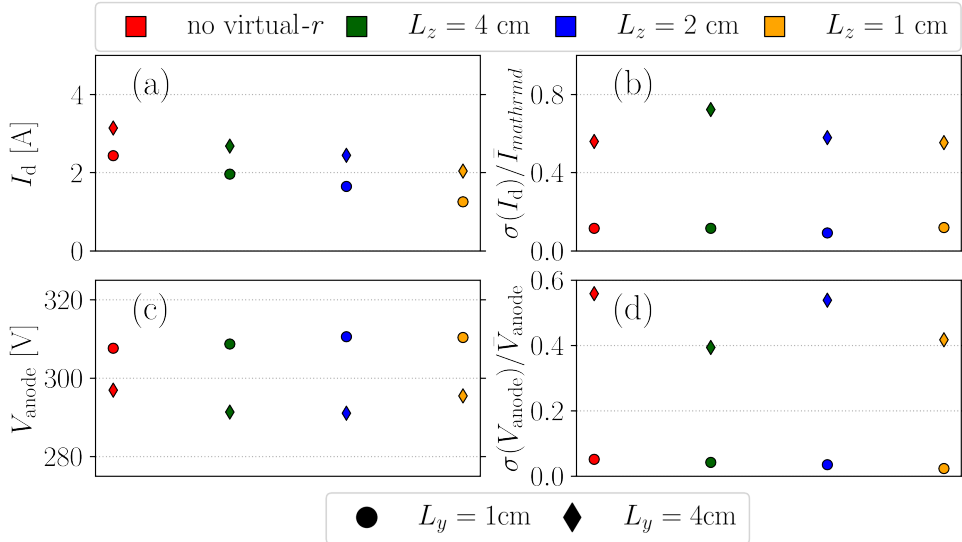 no virtual-r L_z = 4 cm L_z = 2 cm L_z = 1 cm
(a)
I_d [A]
4
2
0
(b)
σ(I_d)/Ī_mathrmd
0.8
0.4
0.0
(c)
V_anode [V]
320
300
280
(d)
σ(V_anode)/V̄_anode
0.6
0.4
0.2
0.0
L_y = 1cm L_y = 4cm